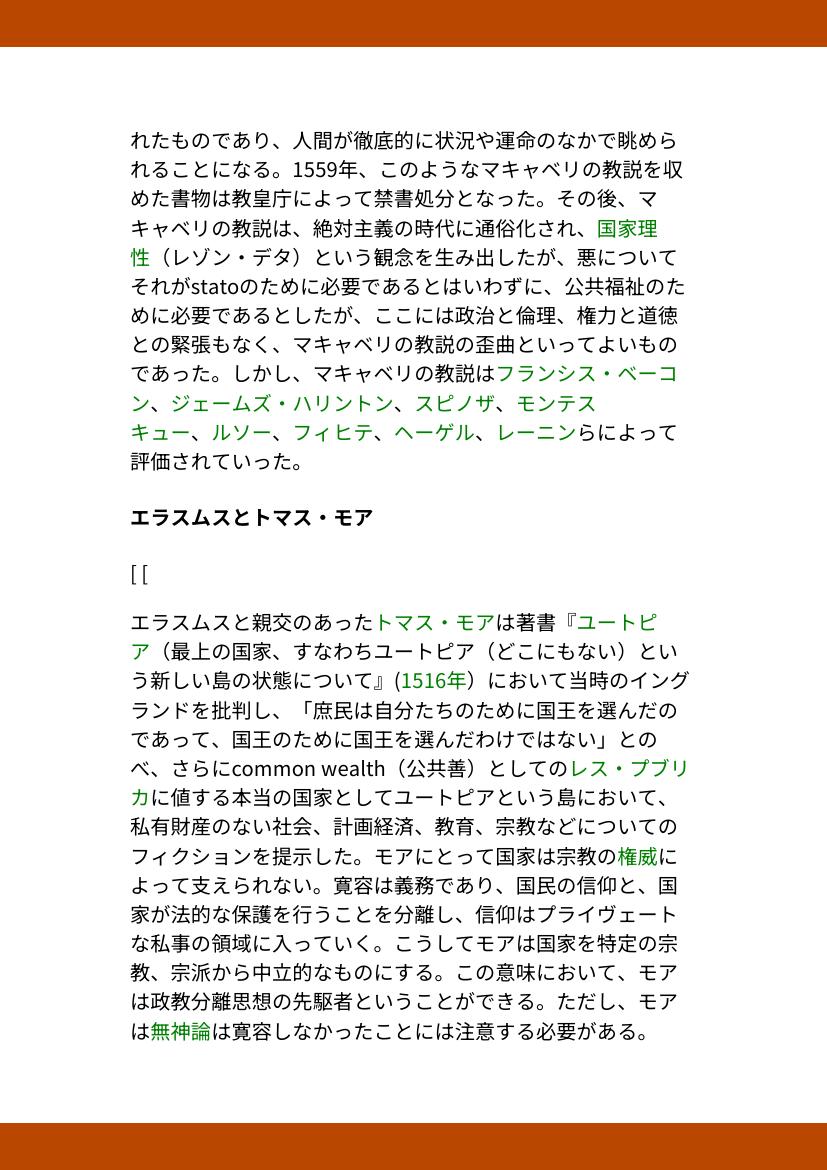 れたものであり、人間が徹底的に状況や運命のなかで眺めら
れることになる。1559年、このようなマキャベリの教説を収
めた書物は教皇庁によって禁書処分となった。その後、マ
キャベリの教説は、絶対主義の時代に通俗化され、国家理
性（レゾン・デタ）という観念を生み出したが、悪について
それがstatoのために必要であるとはいわずに、公共福祉のた
めに必要であるとしたが、ここには政治と倫理、権力と道徳
との緊張もなく、マキャベリの教説の歪曲といってよいもの
であった。しかし、マキャベリの教説はフランシス・ベーコ
ン、ジェームズ・ハリントン、スピノザ、モンテス
キュー、ルソー、フィヒテ、ヘーゲル、レーニンらによって
評価されていった。
エラスムスとトマス・モア
[ [
エラスムスと親交のあったトマス・モアは著書『ユートピ
ア（最上の国家、すなわちユートピア（どこにもない）とい
う新しい島の状態について』(1516年）において当時のイング
ランドを批判し、「庶民は自分たちのために国王を選んだの
であって、国王のために国王を選んだわけではない」との
べ、さらにcommon wealth（公共善）としてのレス・プブリ
カに値する本当の国家としてユートピアという島において、
私有財産のない社会、計画経済、教育、宗教などについての
フィクションを提示した。モアにとって国家は宗教の権威に
よって支えられない。寛容は義務であり、国民の信仰と、国
家が法的な保護を行うことを分離し、信仰はプライヴェート
な私事の領域に入っていく。こうしてモアは国家を特定の宗
教、宗派から中立的なものにする。この意味において、モア
は政教分離思想の先駆者ということができる。ただし、モア
は無神論は寛容しなかったことには注意する必要がある。